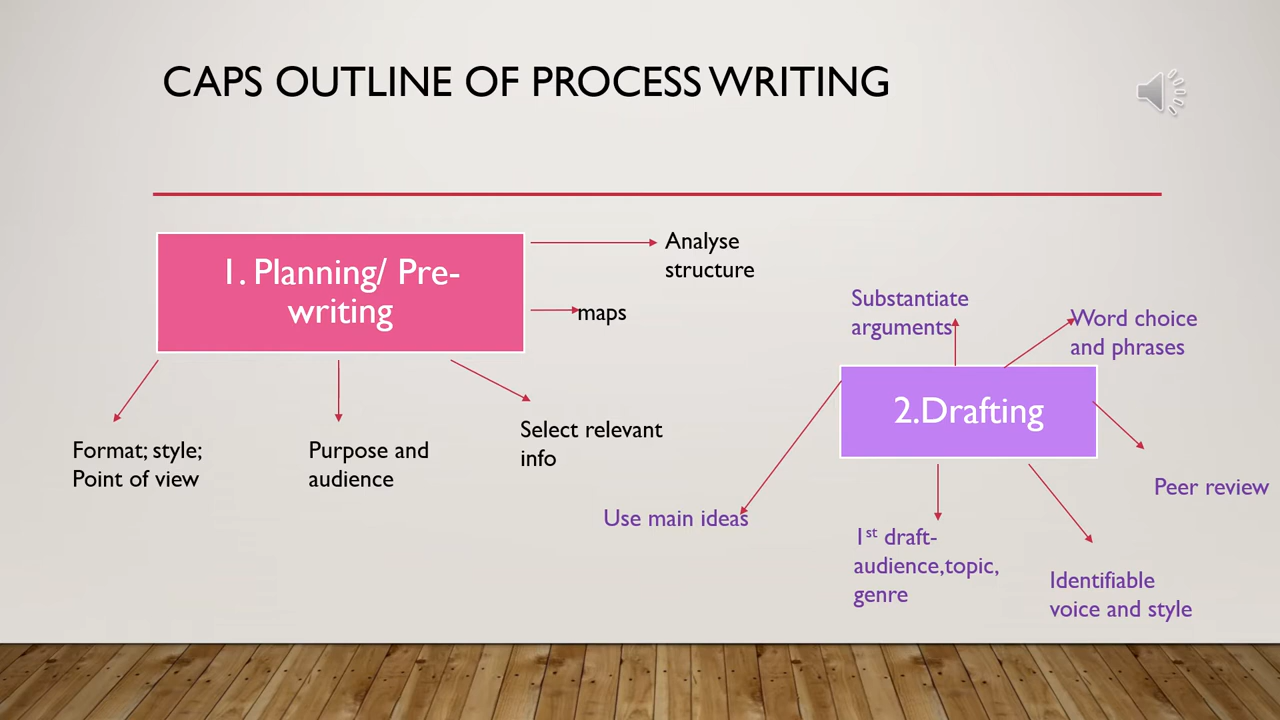 CAPS OUTLINE OF PROCESS WRITING
1. Planning/ Pre-
writing
Analyse
structure
maps
Format; style;
Point of view
Purpose and
audience
Select relevant
info
2.Drafting
Substantiate
arguments
Word choice
and phrases
Use main ideas
1st draft-
audience,topic,
genre
Identifiable
voice and style
Peer review